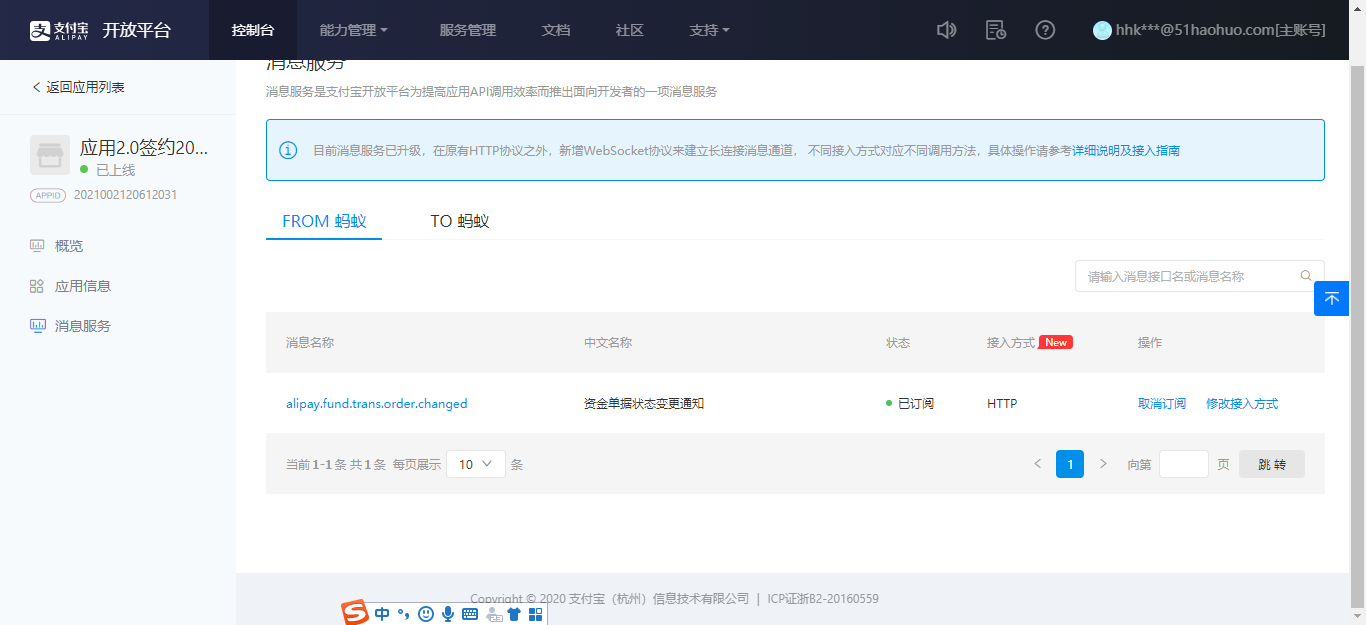 支付宝 ALIPAY 开放平台 控制台 能力管理 服务管理 文档 社区 支持 hhk***@51haohuo.com[主账号]
返回应用列表
应用2.0签约20...
已上线
APPID 2021002120612031
概览
应用信息
消息服务
消息服务
消息服务是支付宝开放平台为提高应用API调用效率而推出面向开发者的一项消息服务
目前消息服务已升级，在原有HTTP协议之外，新增WebSocket协议来建立长连接消息通道， 不同接入方式对应不同调用方法，具体操作请参考详细说明及接入指南
FROM 蚂蚁 TO 蚂蚁
请输入消息接口名或消息名称
消息名称 中文名称 状态 接入方式 New 操作
alipay.fund.trans.order.changed 资金单据状态变更通知 已订阅 HTTP 取消订阅 修改接入方式
当前 1-1 条 共 1 条 每页展示 10 条 1 向第 页 跳 转
Copyright © 2020 支付宝（杭州）信息技术有限公司 | ICP证浙B2-20160559
中